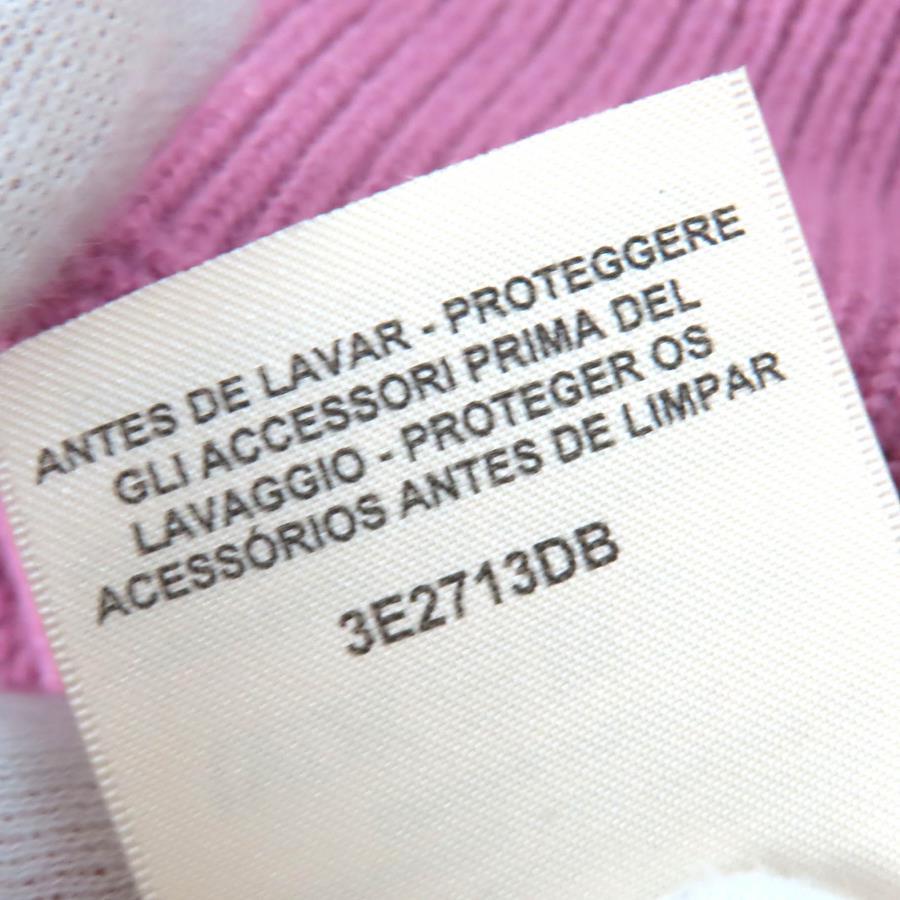 ANTES DE LAVAR - PROTEGGERE
GLI ACCESSORI PRIMA DEL
LAVAGGIO - PROTEGER OS
ACESSÓRIOS ANTES DE LIMPAR
3E2713DB